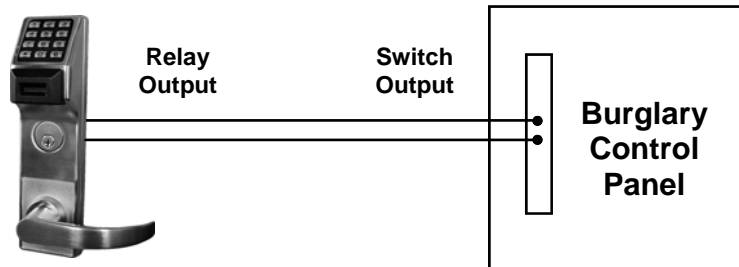 Relay
Output
Switch
Output
Burglary
Control
Panel